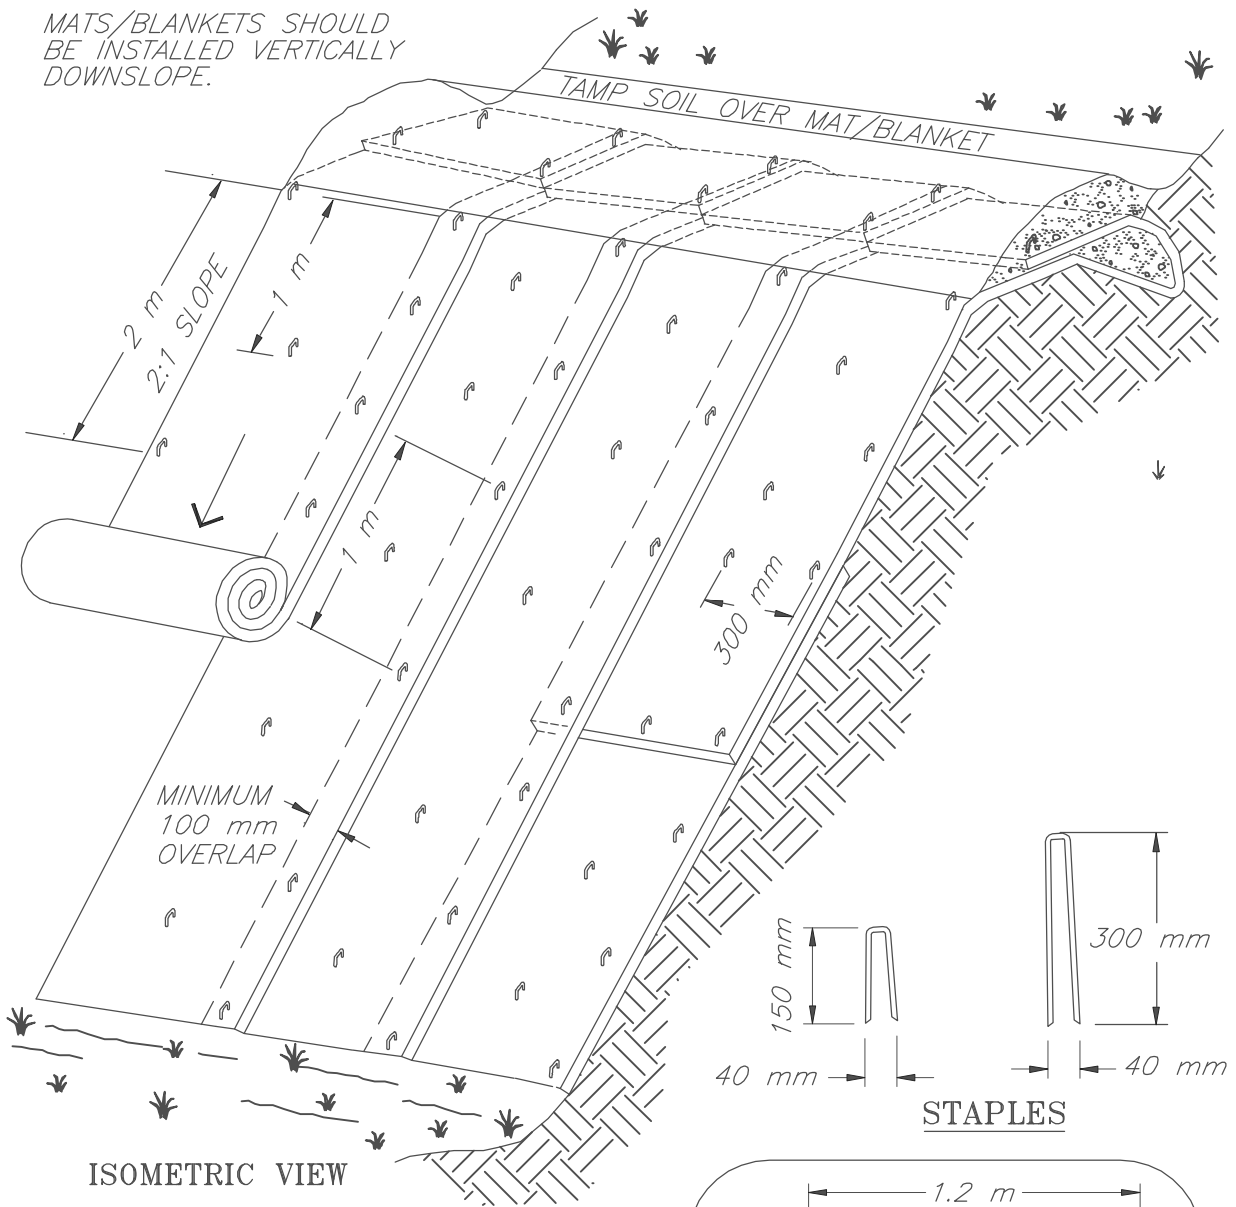 MATS/BLANKETS SHOULD
BE INSTALLED VERTICALLY
DOWNSLOPE.
TAMP SOIL OVER MAT/BLANKET
2 m
2:1 SLOPE
1 m
1 m
300 mm
MINIMUM
100 mm
OVERLAP
150 mm
300 mm
40 mm
40 mm
STAPLES
ISOMETRIC VIEW
1.2 m